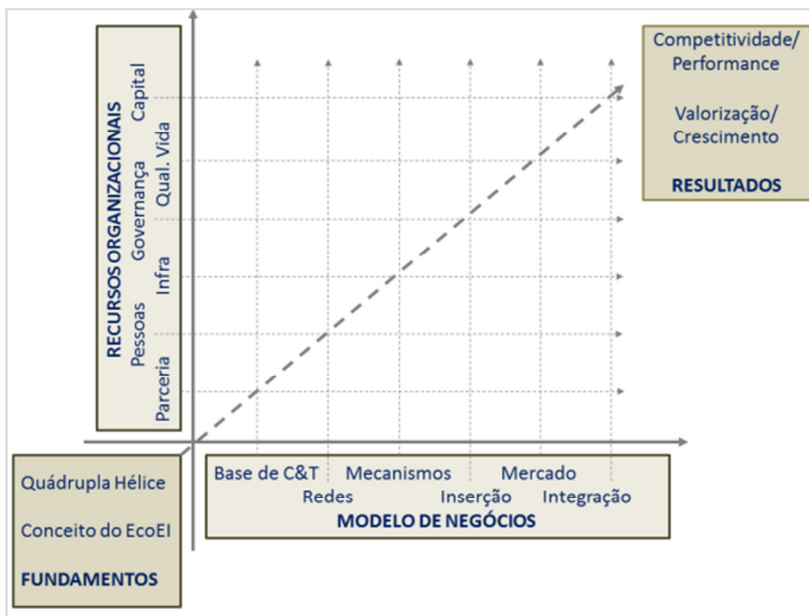 Competitividade/
Performance
Valorização/
Crescimento
RESULTADOS
RECURSOS ORGANIZACIONAIS
Pessoas Governança Capital
Parceria Infra Qual. Vida
Quádrupla Hélice
Conceito do EcoEI
FUNDAMENTOS
Base de C&T Mecanismos Mercado
Redes Inserção Integração
MODELO DE NEGÓCIOS